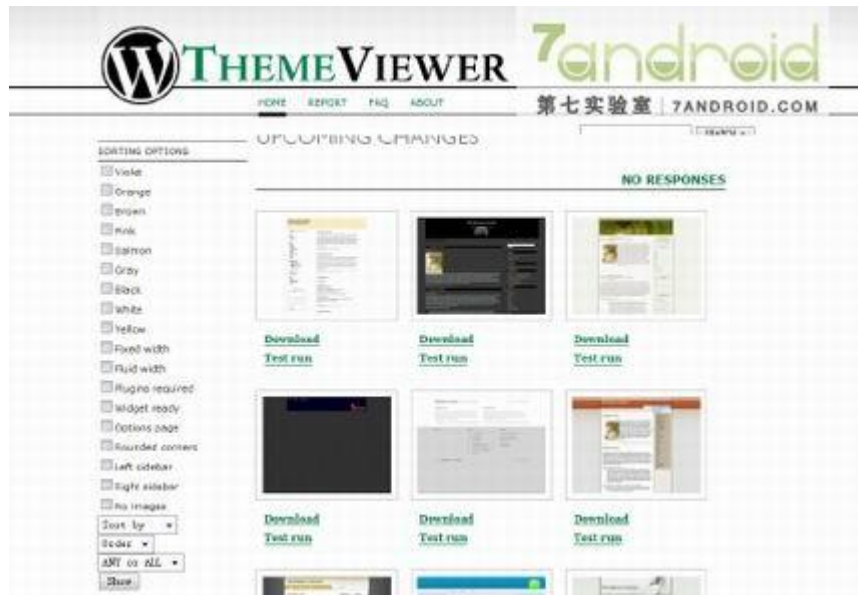 THEMEVIEWER
7android
HOME REPORT FAQ ABOUT
第七实验室 | 7ANDROID.COM
UPCOMING CHANGES
SEARCH »
SORTING OPTIONS
NO RESPONSES
Violet
Orange
Brown
Pink
Salmon
Gray
Black
White
Yellow
Fixed width
Fluid width
Plugins required
Widget ready
Options page
Rounded corners
Left sidebar
Right sidebar
No images
Sort by
Order
ANY or ALL
Show
Download Download Download
Test run Test run Test run
Download Download Download
Test run Test run Test run